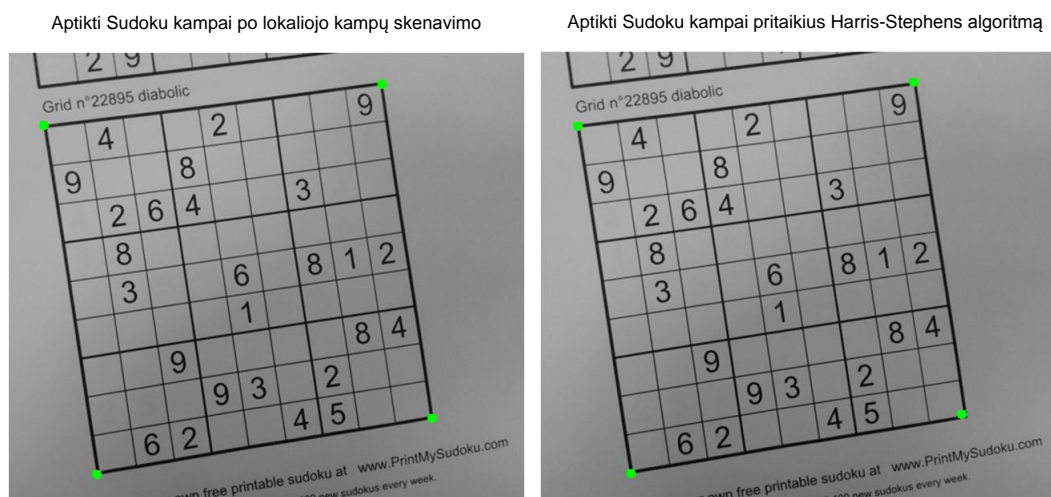 Aptikti Sudoku kampai po lokaliojo kampų skenavimo
2 9
Grid n°22895 diabolic
4 2 9
9 8
2 6 4 3
8
3 6 8 1 2
1
9 8 4
9 3 2
6 2 4 5
own free printable sudoku at www.PrintMySudoku.com
new sudokus every week.
Aptikti Sudoku kampai pritaikius Harris-Stephens algoritmą
2 9
Grid n°22895 diabolic
4 2 9
9 8
2 6 4 3
8
3 6 8 1 2
1
9 8 4
9 3 2
6 2 4 5
own free printable sudoku at www.PrintMySudoku.com
new sudokus every week.